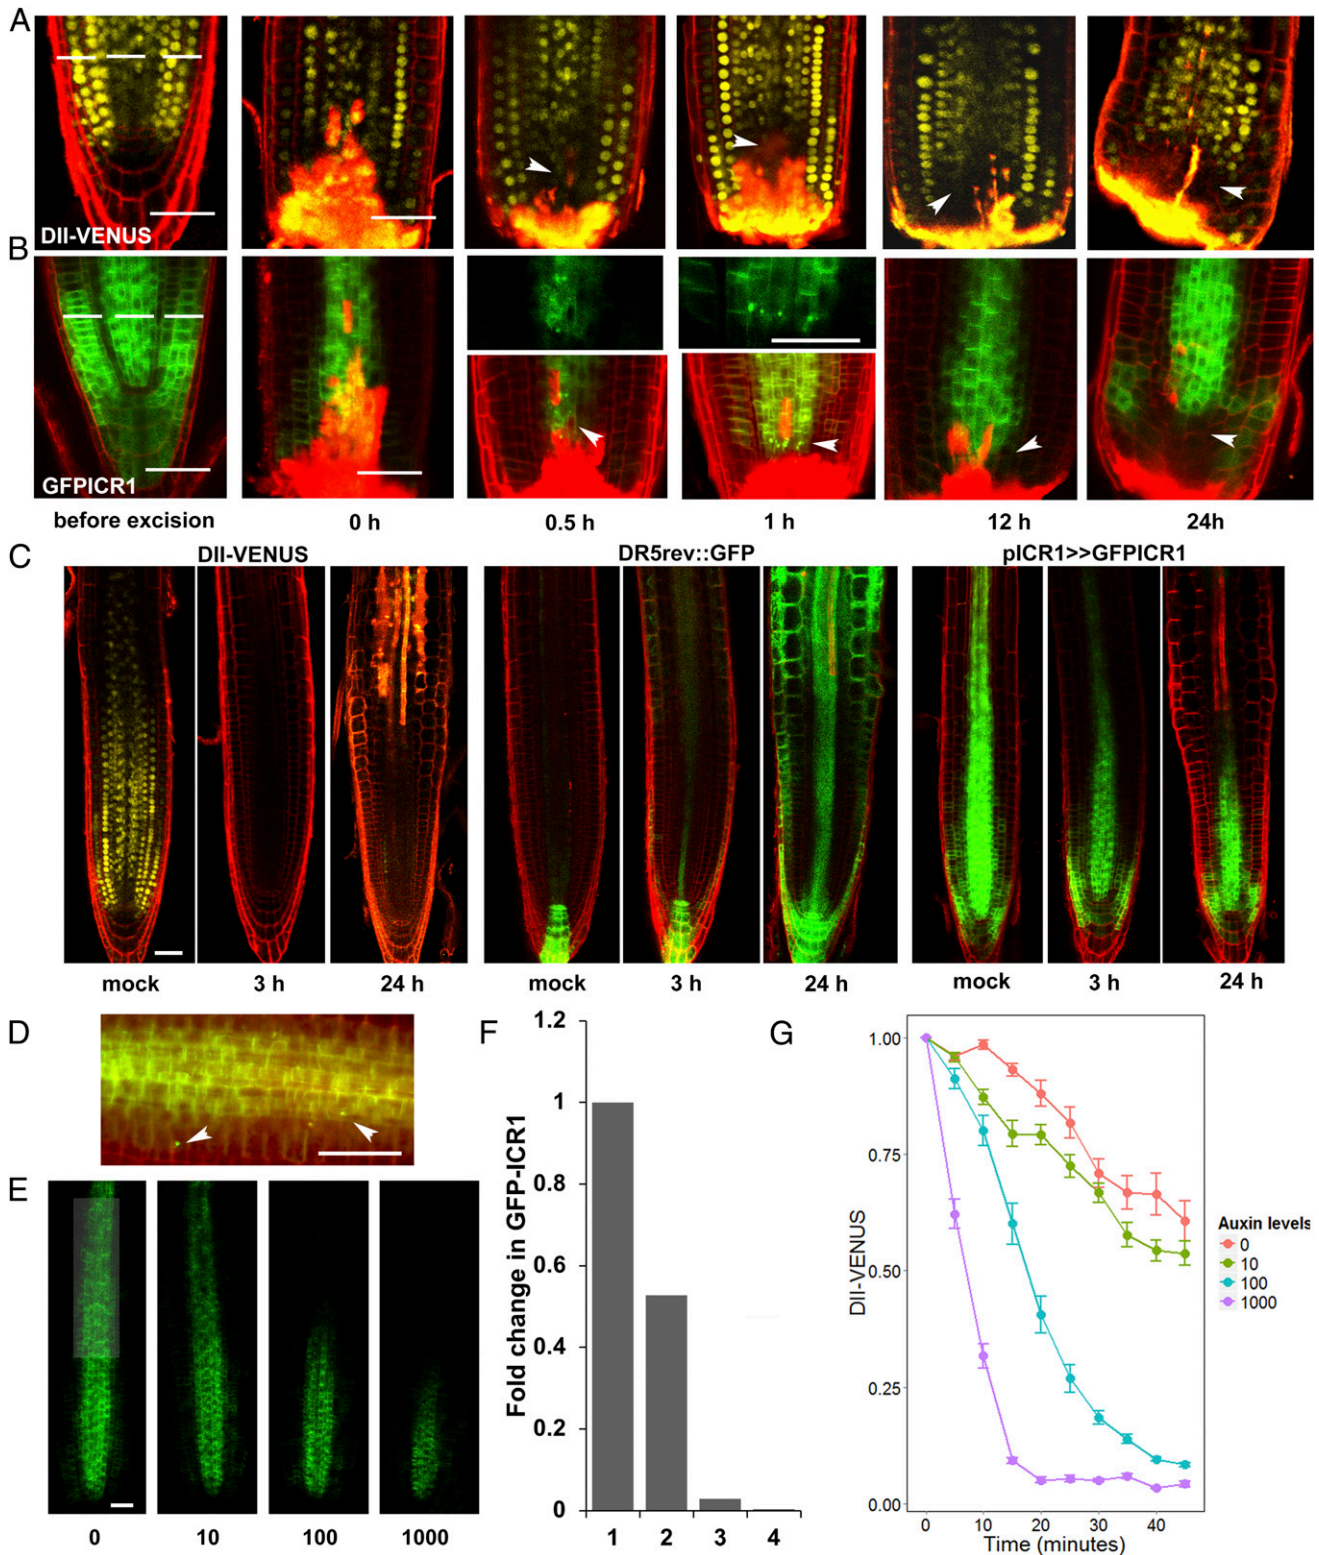 A
DII-VENUS
B
GFPICR1
before excision
0 h
0.5 h
1 h
12 h
24h
C
DII-VENUS
DR5rev::GFP
pICR1>>GFPICR1
mock
3 h
24 h
mock
3 h
24 h
mock
3 h
24 h
D
E
0
10
100
1000
F
Fold change in GFP-ICR1
1.2
1
0.8
0.6
0.4
0.2
0
1
2
3
4
G
DII-VENUS
1.00
0.75
0.50
0.25
0.00
0
10
20
30
40
Time (minutes)
Auxin levels
0
10
100
1000